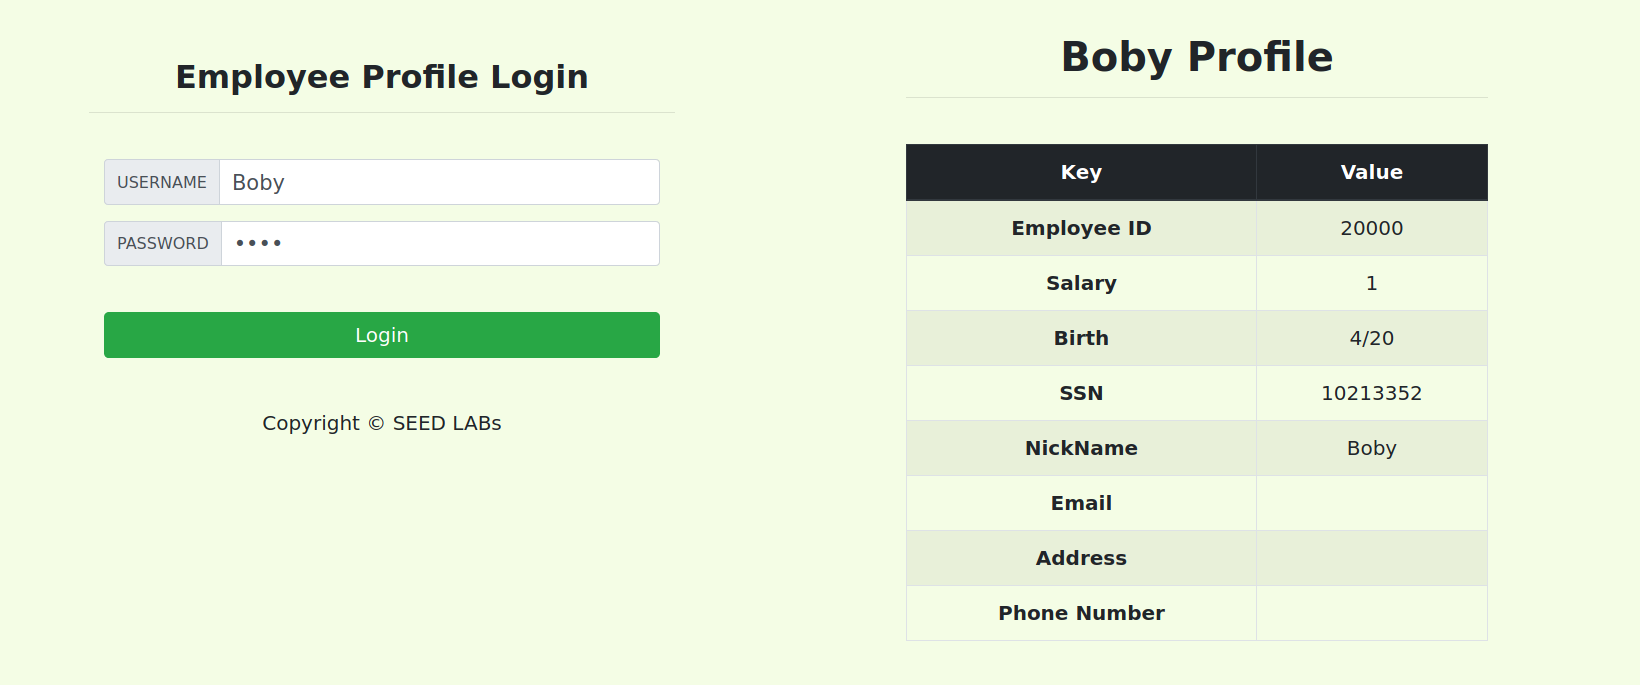 Employee Profile Login
USERNAME Boby
PASSWORD ••••
Login
Copyright © SEED LABs
Boby Profile
Key Value
Employee ID 20000
Salary 1
Birth 4/20
SSN 10213352
NickName Boby
Email
Address
Phone Number